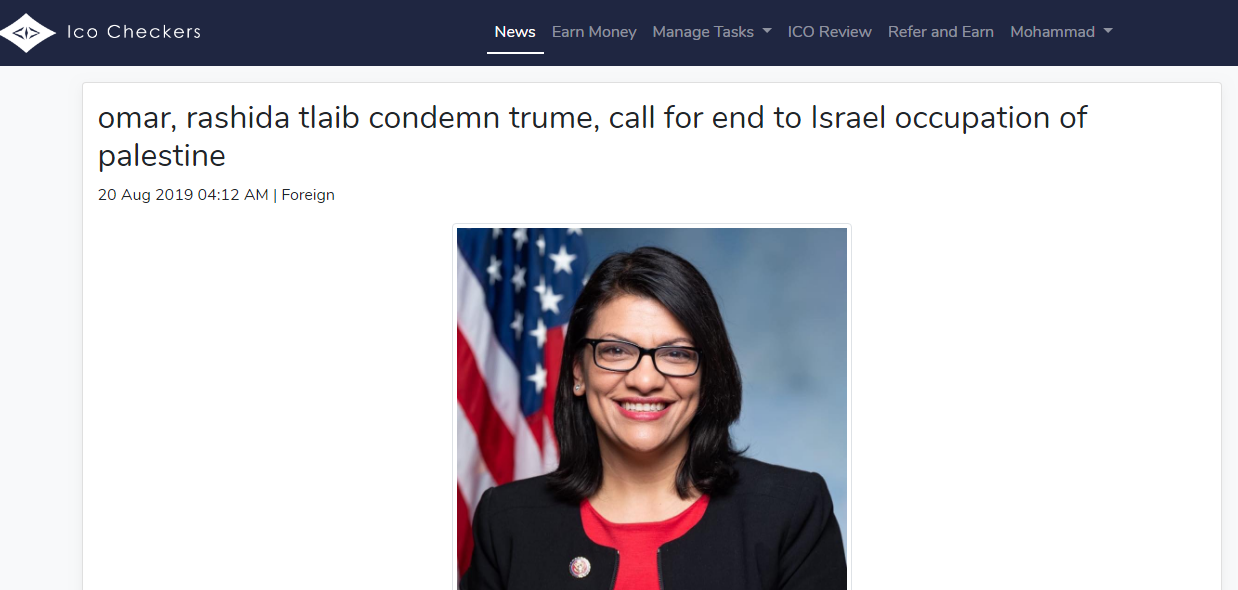 Ico Checkers
News Earn Money Manage Tasks ICO Review Refer and Earn Mohammad
omar, rashida tlaib condemn trume, call for end to Israel occupation of
palestine
20 Aug 2019 04:12 AM | Foreign